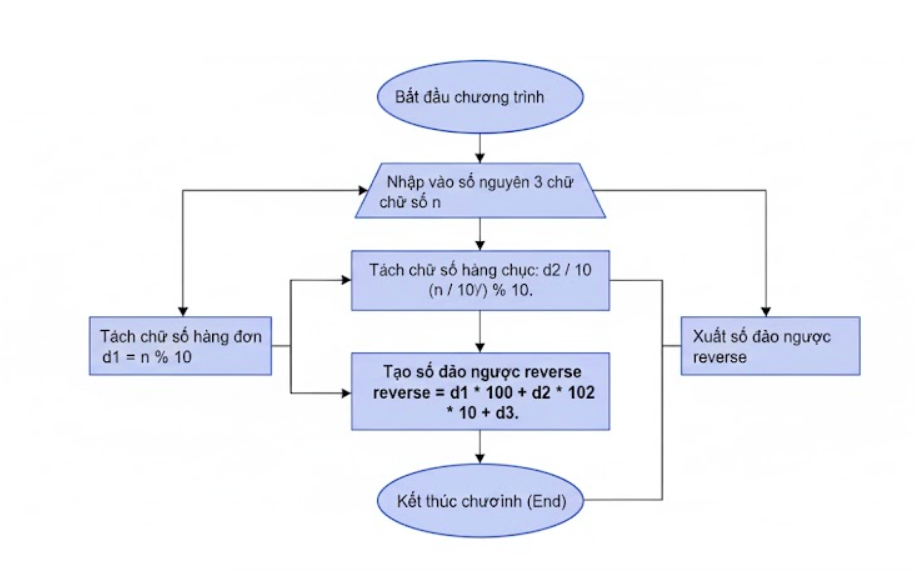 Bắt đầu chương trình
Nhập vào số nguyên 3 chữ
chữ số n
Tách chữ số hàng chục: d2 / 10
(n / 10/) % 10.
Tách chữ số hàng đơn
d1 = n % 10
Xuất số đảo ngược
reverse
Tạo số đảo ngược reverse
reverse = d1 * 100 + d2 * 102
* 10 + d3.
Kết thúc chươinh (End)